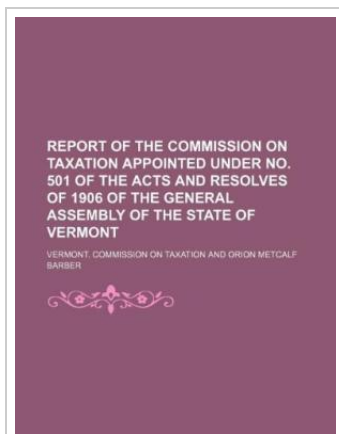 REPORT OF THE COMMISSION ON
TAXATION APPOINTED UNDER NO.
501 OF THE ACTS AND RESOLVES
OF 1906 OF THE GENERAL
ASSEMBLY OF THE STATE OF
VERMONT
VERMONT. COMMISSION ON TAXATION AND ORION METCALF
BARBER